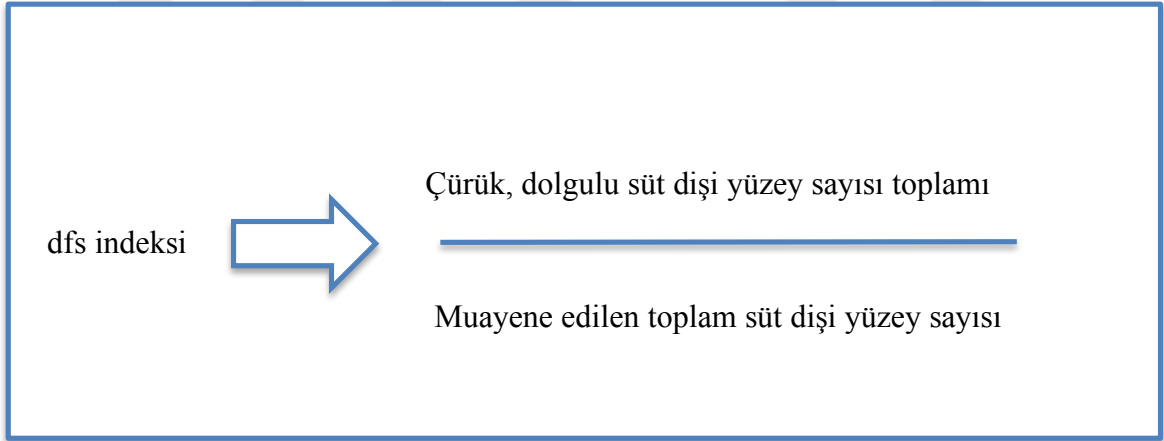 Çürük, dolgulu süt dişi yüzey sayısı toplamı
dfs indeksi
Muayene edilen toplam süt dişi yüzey sayısı